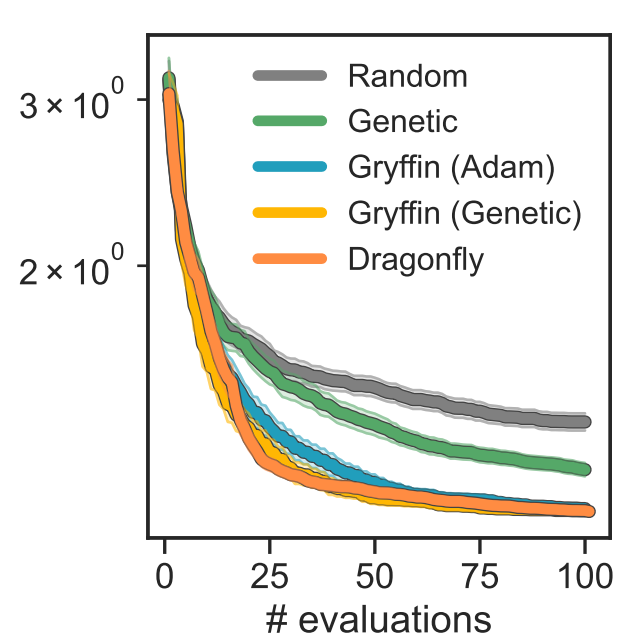 3 × 10⁰
2 × 10⁰
Random
Genetic
Gryffin (Adam)
Gryffin (Genetic)
Dragonfly
0 25 50 75 100
# evaluations